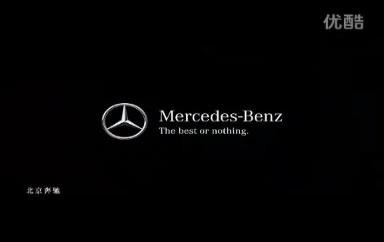 优酷
Mercedes-Benz
The best or nothing.
北京奔驰